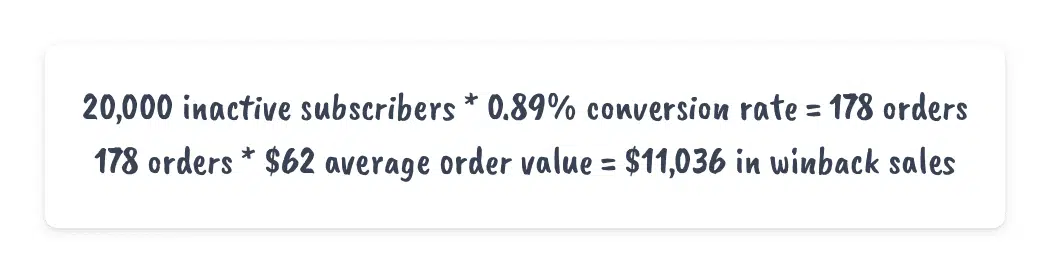 20,000 inactive subscribers * 0.89% conversion rate = 178 orders
178 orders * $62 average order value = $11,036 in winback sales